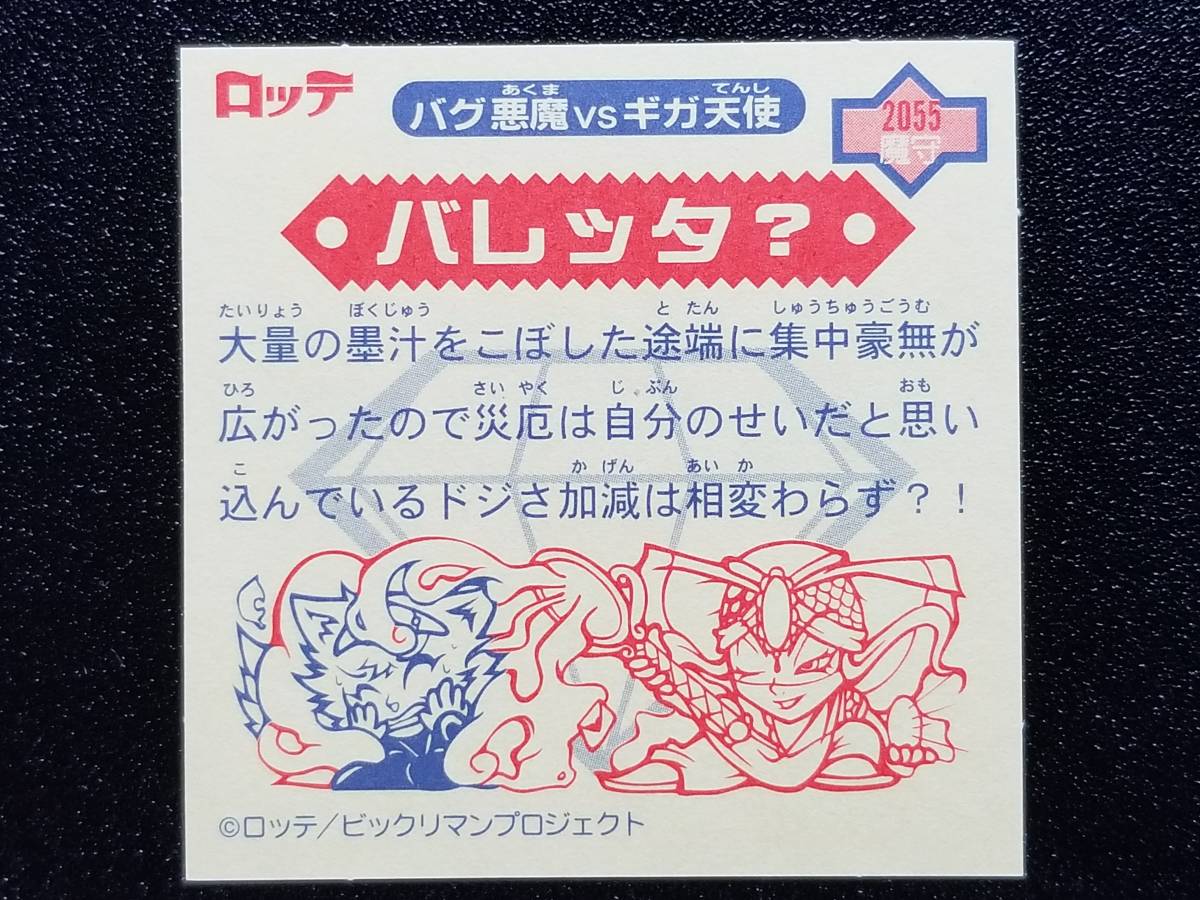 ロッテ
バグ悪魔vsギガ天使
あくま てんし
2055
魔守
バレッタ？
たいりょう ぼくじゅう と たん しゅうちゅうごうむ
大量の墨汁をこぼした途端に集中豪無が
ひろ さい やく じ ぶん おも
広がったので災厄は自分のせいだと思い
こ か げん あい か
込んでいるドジさ加減は相変わらず？！
©ロッテ/ビックリマンプロジェクト